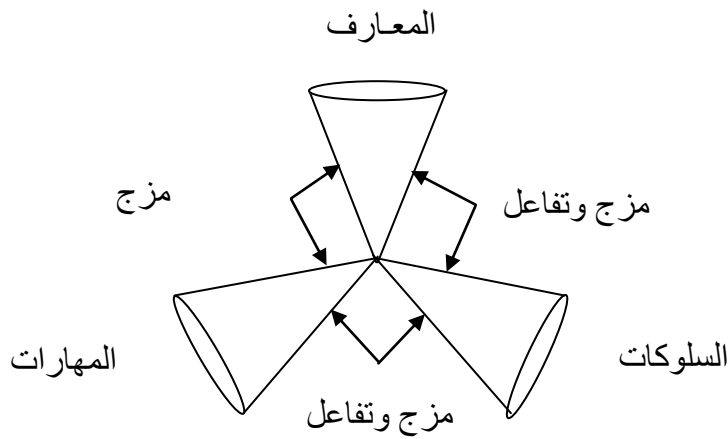 المعارف
مزج وتفاعل
مزج
السلوكات
المهارات
مزج وتفاعل